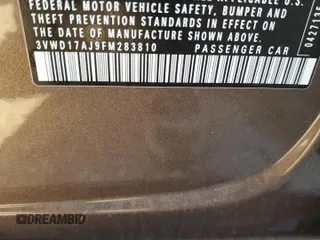 APPLICABLE U.S.
FEDERAL MOTOR VEHICLE SAFETY, BUMPER AND
THEFT PREVENTION STANDARDS IN EFFECT ON
THE DATE OF MANUFACTURE SHOWN ABOVE.
3VWD17AJ9FM283810 PASSENGER CAR
DREAMBID